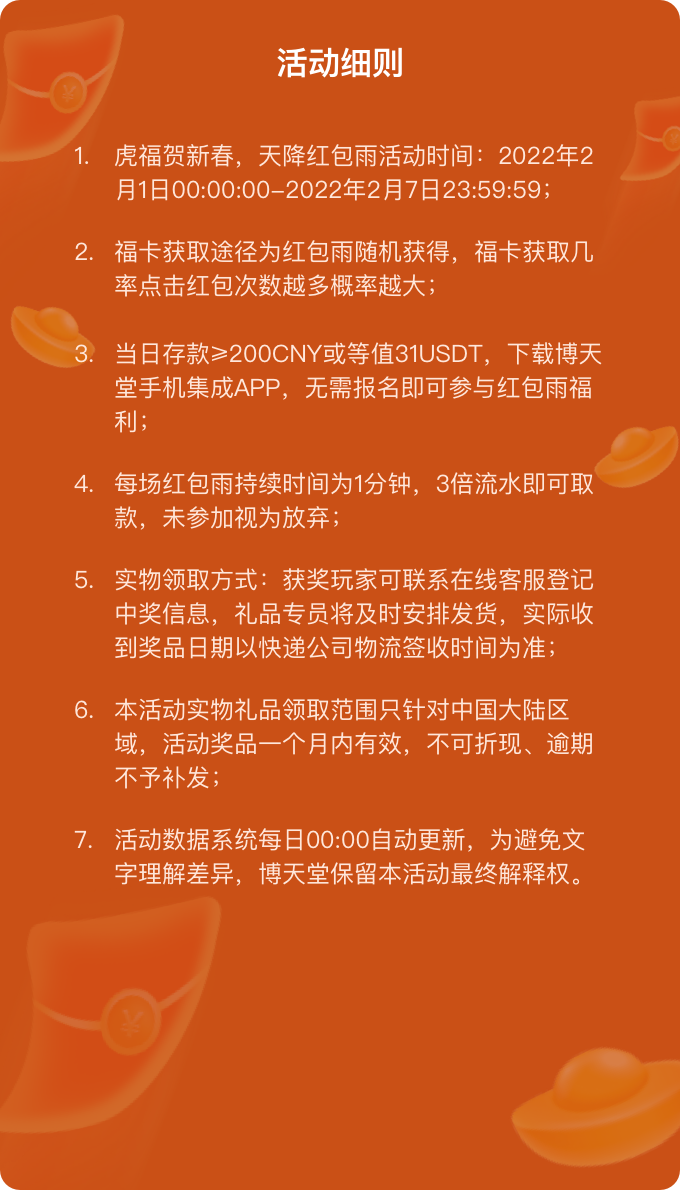 活动细则
1. 虎福贺新春，天降红包雨活动时间：2022年2
月1日00:00:00-2022年2月7日23:59:59；
2. 福卡获取途径为红包雨随机获得，福卡获取几
率点击红包次数越多概率越大；
3. 当日存款≥200CNY或等值31USDT，下载博天
堂手机集成APP，无需报名即可参与红包雨福
利；
4. 每场红包雨持续时间为1分钟，3倍流水即可取
款，未参加视为放弃；
5. 实物领取方式：获奖玩家可联系在线客服登记
中奖信息，礼品专员将及时安排发货，实际收
到奖品日期以快递公司物流签收时间为准；
6. 本活动实物礼品领取范围只针对中国大陆区
域，活动奖品一个月内有效，不可折现、逾期
不予补发；
7. 活动数据系统每日00:00自动更新，为避免文
字理解差异，博天堂保留本活动最终解释权。